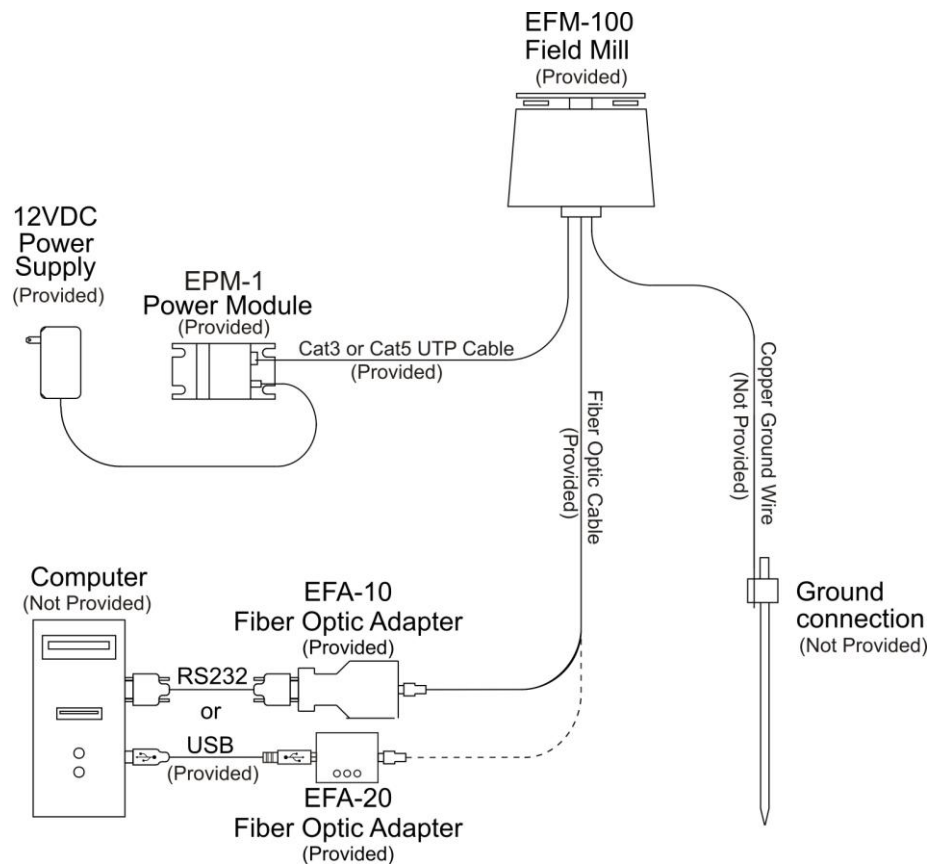 EFM-100
Field Mill
(Provided)
12VDC
Power
Supply
(Provided)
EPM-1
Power Module
(Provided)
Cat3 or Cat5 UTP Cable
(Provided)
Fiber Optic Cable
(Provided)
Copper Ground Wire
(Not Provided)
Computer
(Not Provided)
EFA-10
Fiber Optic Adapter
(Provided)
Ground
connection
(Not Provided)
RS232
or
USB
(Provided)
EFA-20
Fiber Optic Adapter
(Provided)